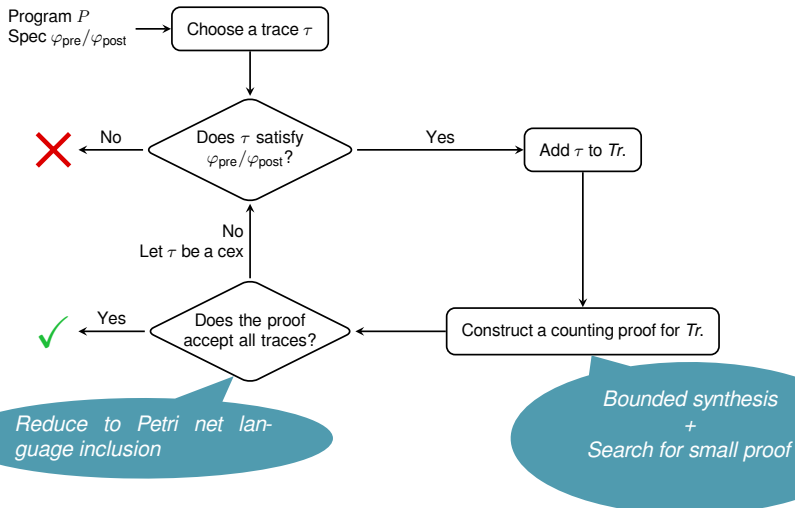 Program P
Spec φpre/φpost
Choose a trace τ
No
Does τ satisfy
φpre/φpost?
Yes
Add τ to Tr.
No
Let τ be a cex
Yes
Does the proof
accept all traces?
Construct a counting proof for Tr.
Reduce to Petri net lan-
guage inclusion
Bounded synthesis
+
Search for small proof